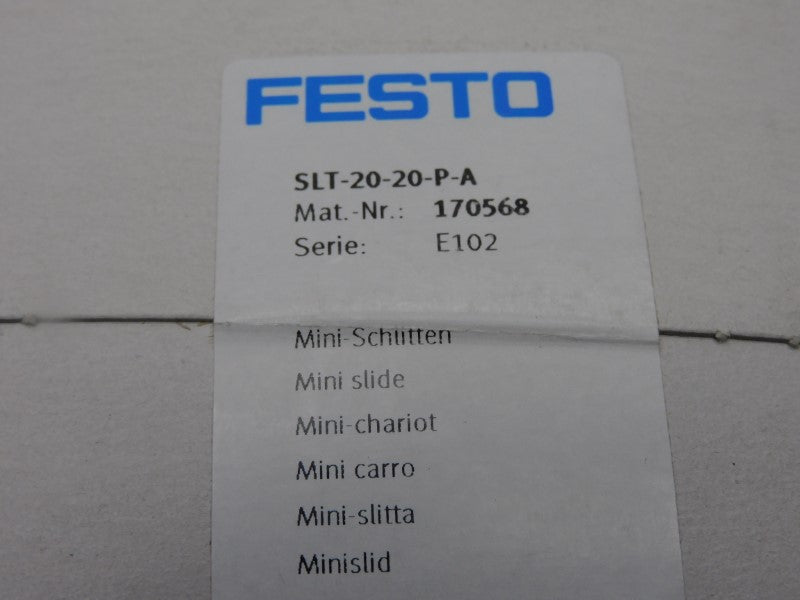 FESTO
SLT-20-20-P-A
Mat.-Nr.: 170568
Serie: E102
Mini-Schlitten
Mini slide
Mini-chariot
Mini carro
Mini-slitta
Minislid